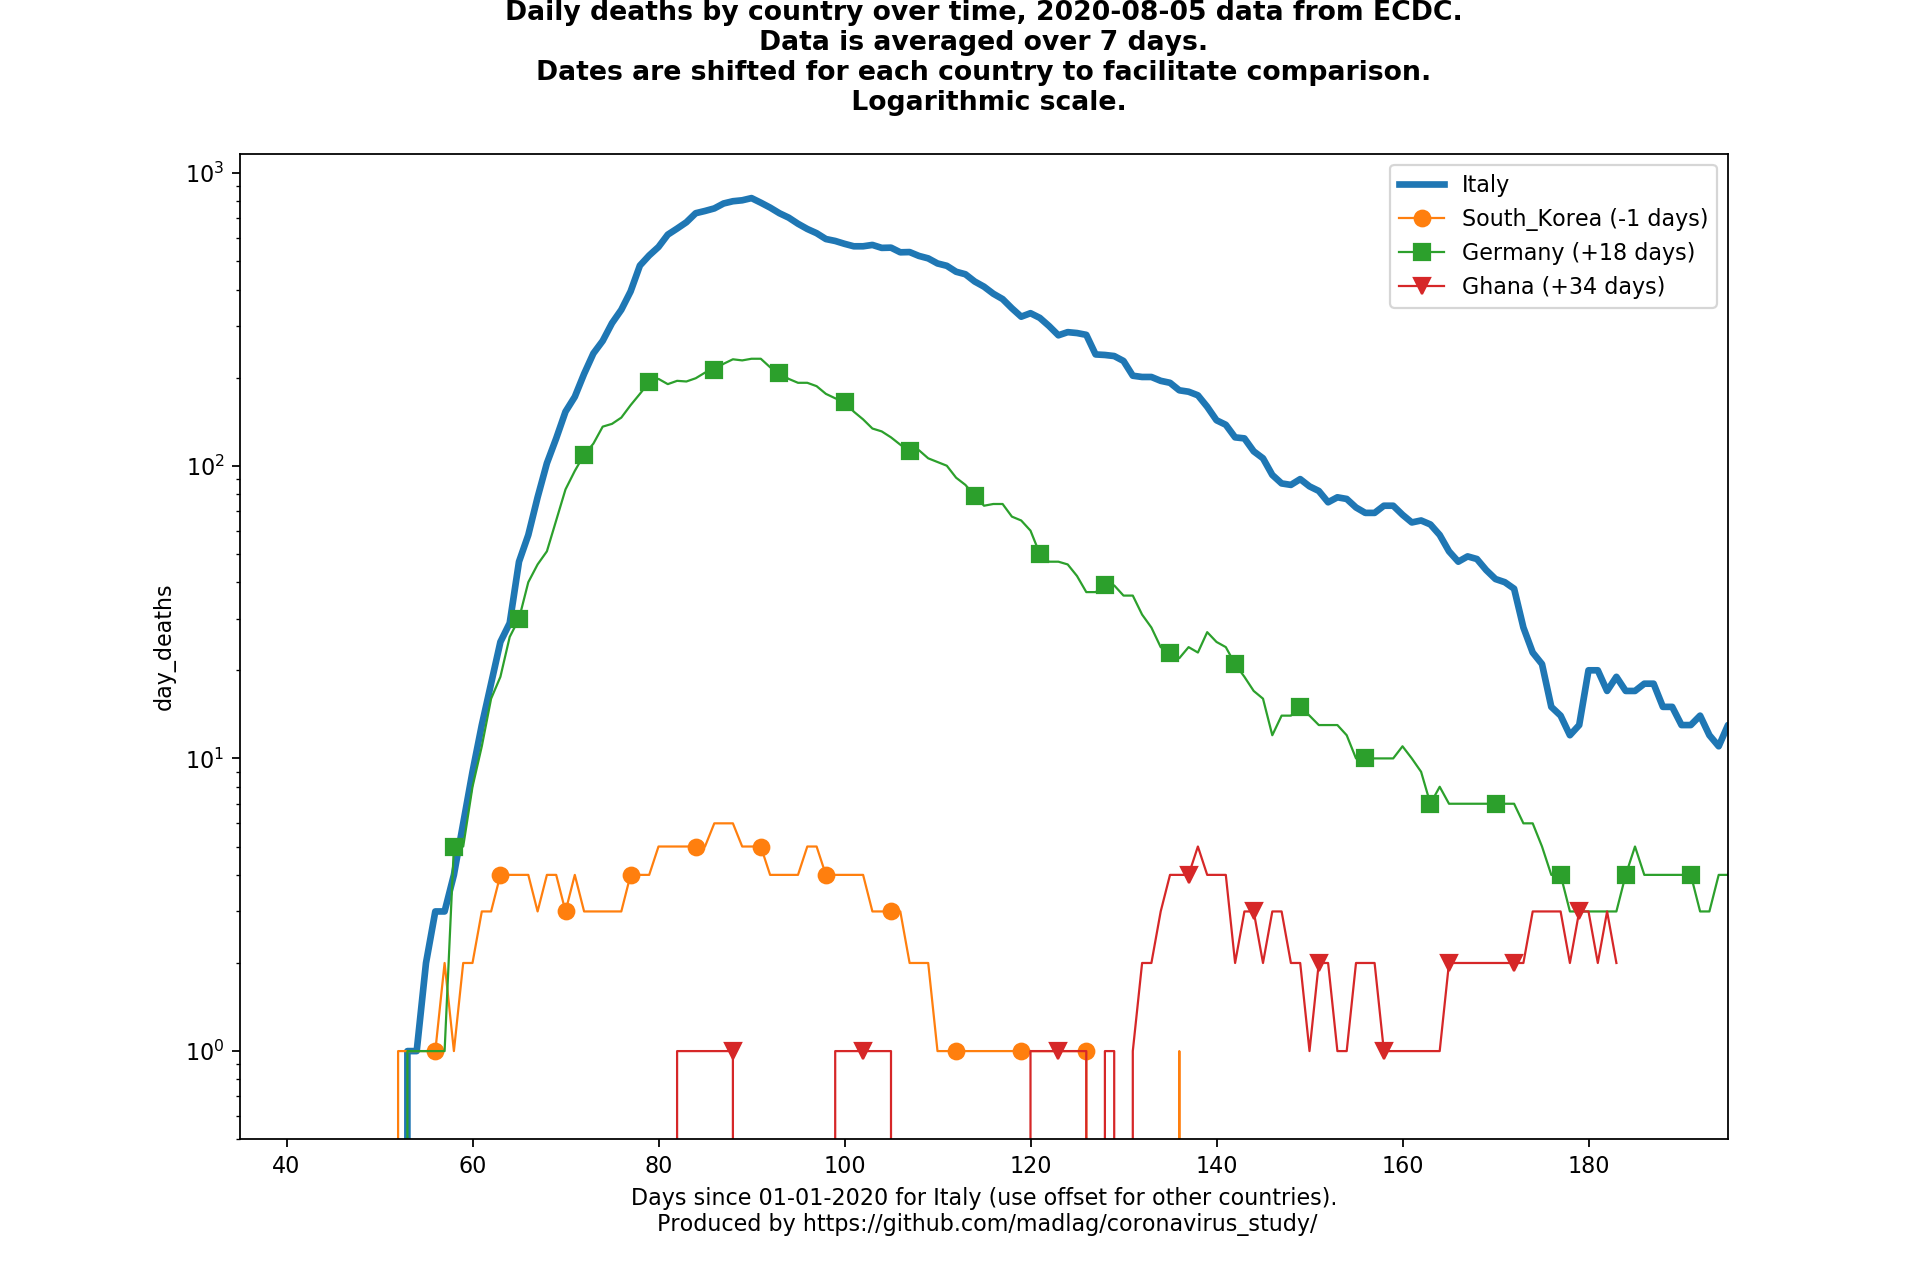 Daily deaths by country over time, 2020-08-05 data from ECDC.
Data is averaged over 7 days.
Dates are shifted for each country to facilitate comparison.
Logarithmic scale.
10³
10²
10¹
10⁰
day_deaths
Italy
South_Korea (-1 days)
Germany (+18 days)
Ghana (+34 days)
40 60 80 100 120 140 160 180
Days since 01-01-2020 for Italy (use offset for other countries).
Produced by https://github.com/madlag/coronavirus_study/